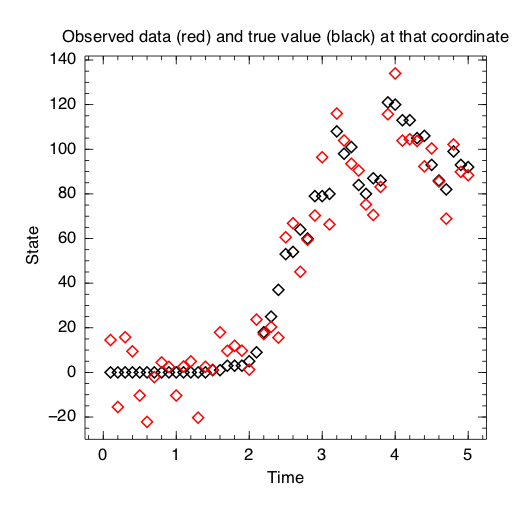 Observed data (red) and true value (black) at that coordinate
140
120
100
80
60
40
20
0
−20
State
0 1 2 3 4 5
Time